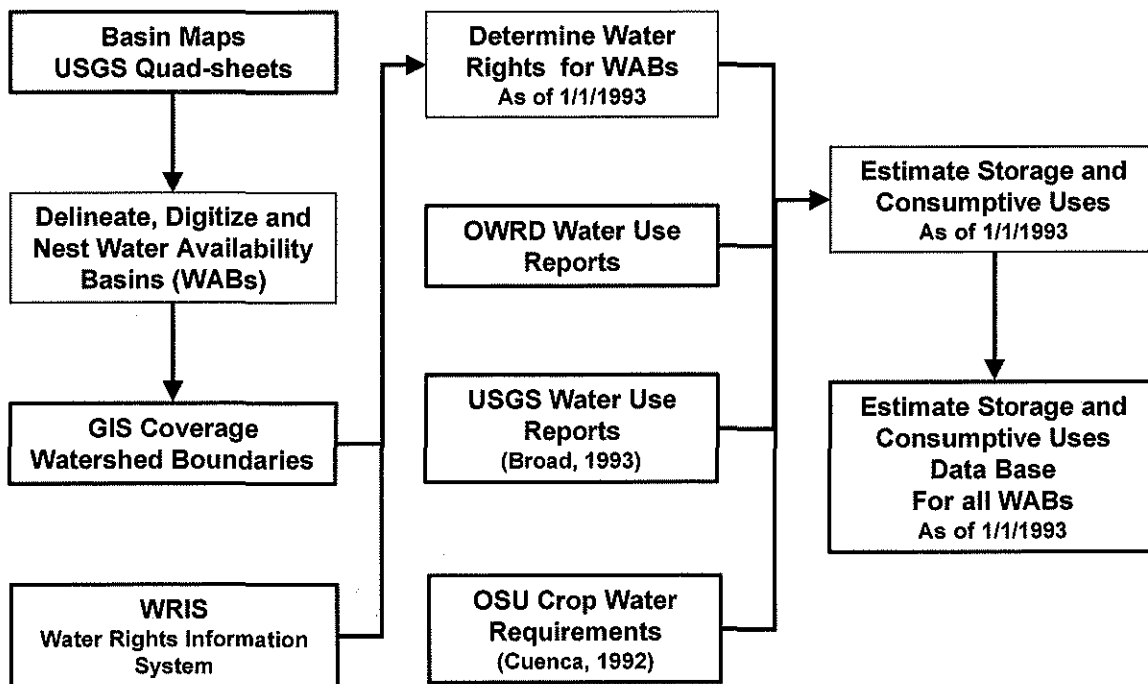 Basin Maps
USGS Quad-sheets
Delineate, Digitize and
Nest Water Availability
Basins (WABs)
GIS Coverage
Watershed Boundaries
WRIS
Water Rights Information
System
Determine Water
Rights for WABs
As of 1/1/1993
OWRD Water Use
Reports
USGS Water Use
Reports
(Broad, 1993)
OSU Crop Water
Requirements
(Cuenca, 1992)
Estimate Storage and
Consumptive Uses
As of 1/1/1993
Estimate Storage and
Consumptive Uses
Data Base
For all WABs
As of 1/1/1993